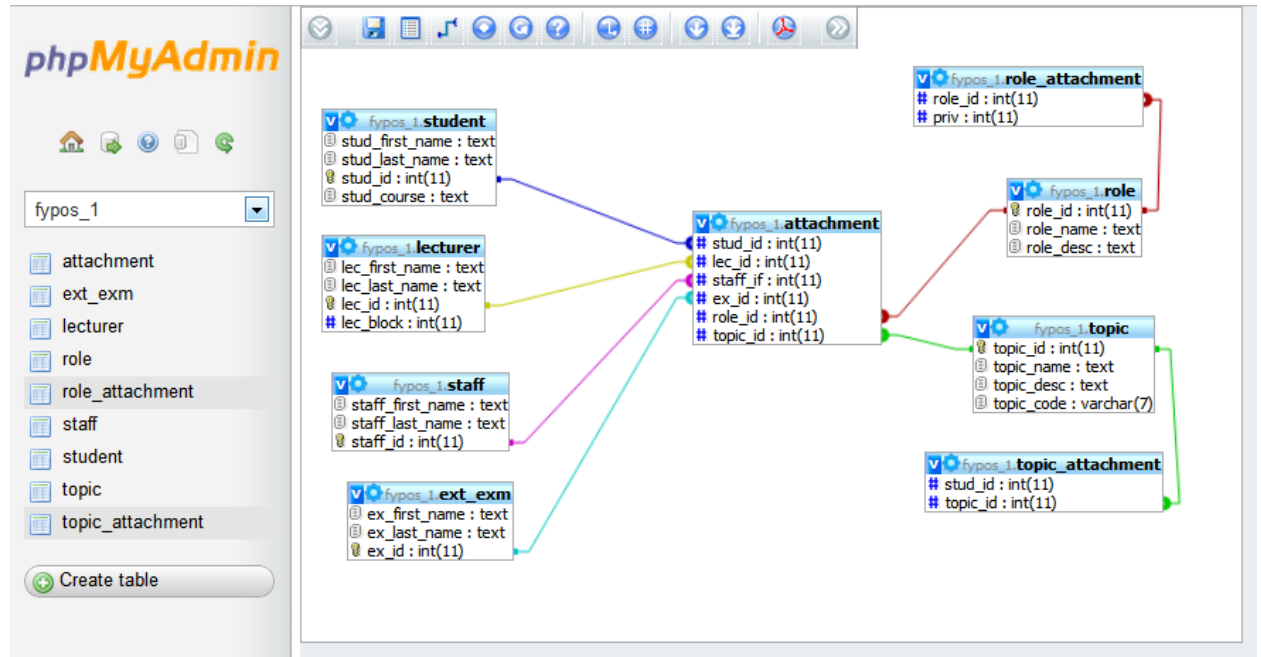 phpMyAdmin
fypos_1
attachment
ext_exm
lecturer
role
role_attachment
staff
student
topic
topic_attachment
Create table
fypos_1.student
stud_first_name : text
stud_last_name : text
stud_id : int(11)
stud_course : text
fypos_1.lecturer
lec_first_name : text
lec_last_name : text
lec_id : int(11)
lec_block : int(11)
fypos_1.staff
staff_first_name : text
staff_last_name : text
staff_id : int(11)
fypos_1.ext_exm
ex_first_name : text
ex_last_name : text
ex_id : int(11)
fypos_1.attachment
stud_id : int(11)
lec_id : int(11)
staff_if : int(11)
ex_id : int(11)
role_id : int(11)
topic_id : int(11)
fypos_1.role_attachment
role_id : int(11)
priv : int(11)
fypos_1.role
role_id : int(11)
role_name : text
role_desc : text
fypos_1.topic
topic_id : int(11)
topic_name : text
topic_desc : text
topic_code : varchar(7)
fypos_1.topic_attachment
stud_id : int(11)
topic_id : int(11)